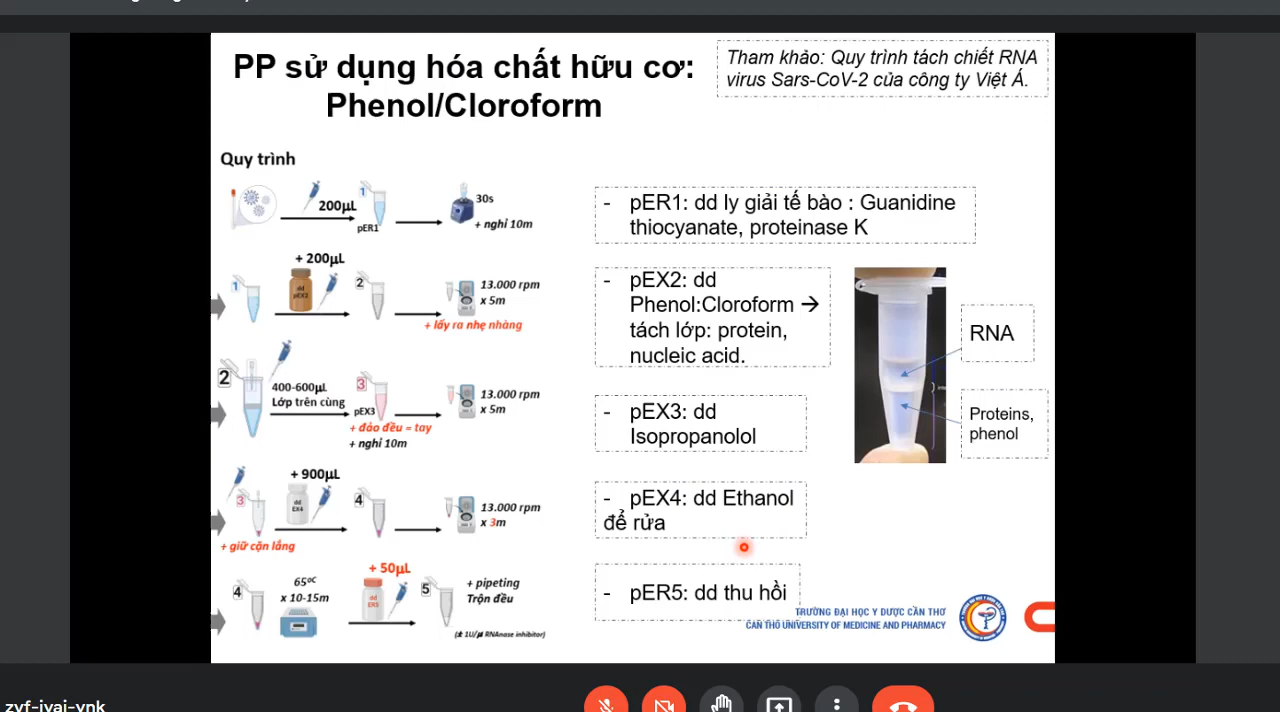 PP sử dụng hóa chất hữu cơ:
Phenol/Cloroform
Tham khảo: Quy trình tách chiết RNA
virus Sars-CoV-2 của công ty Việt Á.
Quy trình
200µL
1
pER1
30s
+ nghỉ 10m
- pER1: dd ly giải tế bào : Guanidine
thiocyanate, proteinase K
+ 200µL
1
dd
pEX2
2
13.000 rpm
x 5m
+ lấy ra nhẹ nhàng
- pEX2: dd
Phenol:Cloroform →
tách lớp: protein,
nucleic acid.
RNA
Proteins,
phenol
2
400-600µL
Lớp trên cùng
3
pEX3
+ đảo đều = tay
+ nghỉ 10m
13.000 rpm
x 5m
- pEX3: dd
Isopropanolol
+ 900µL
3
dd
EX4
4
13.000 rpm
x 3m
+ giữ cặn lắng
- pEX4: dd Ethanol
để rửa
4
65ºC
x 10-15m
+ 50µL
dd
ER5
5
+ pipeting
Trộn đều
RNAnase inhibitor)
- pER5: dd thu hồi
TRƯỜNG ĐẠI HỌC Y DƯỢC CẦN THƠ
CAN THO UNIVERSITY OF MEDICINE AND PHARMACY